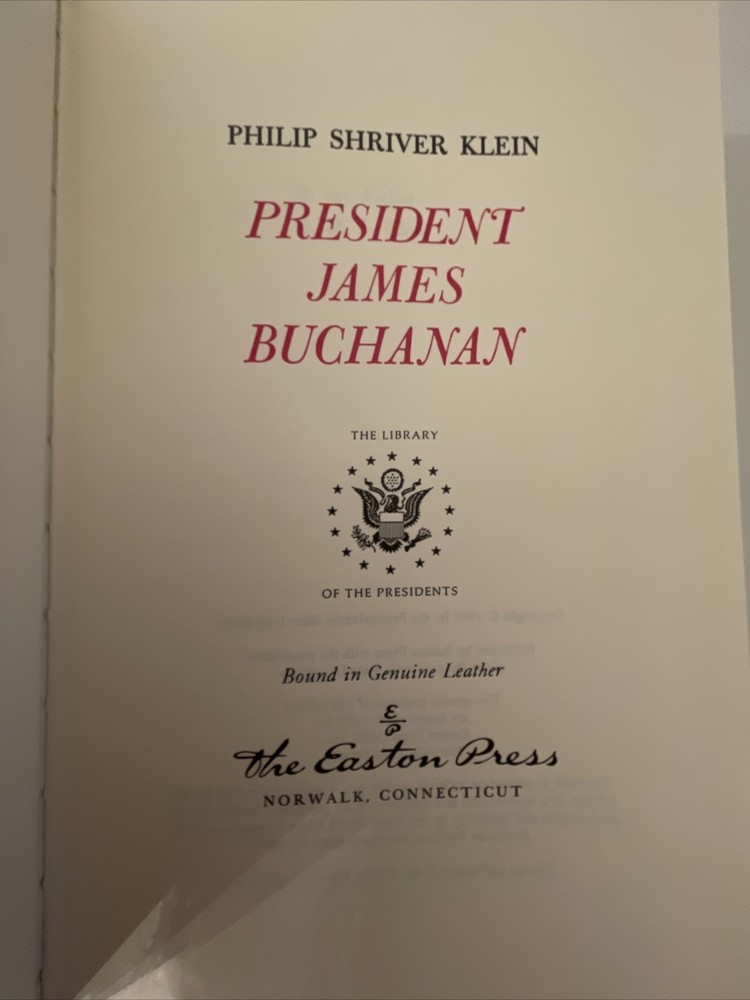 PHILIP SHRIVER KLEIN
PRESIDENT
JAMES
BUCHANAN
THE LIBRARY
OF THE PRESIDENTS
Bound in Genuine Leather
E
P
The Easton Press
NORWALK, CONNECTICUT